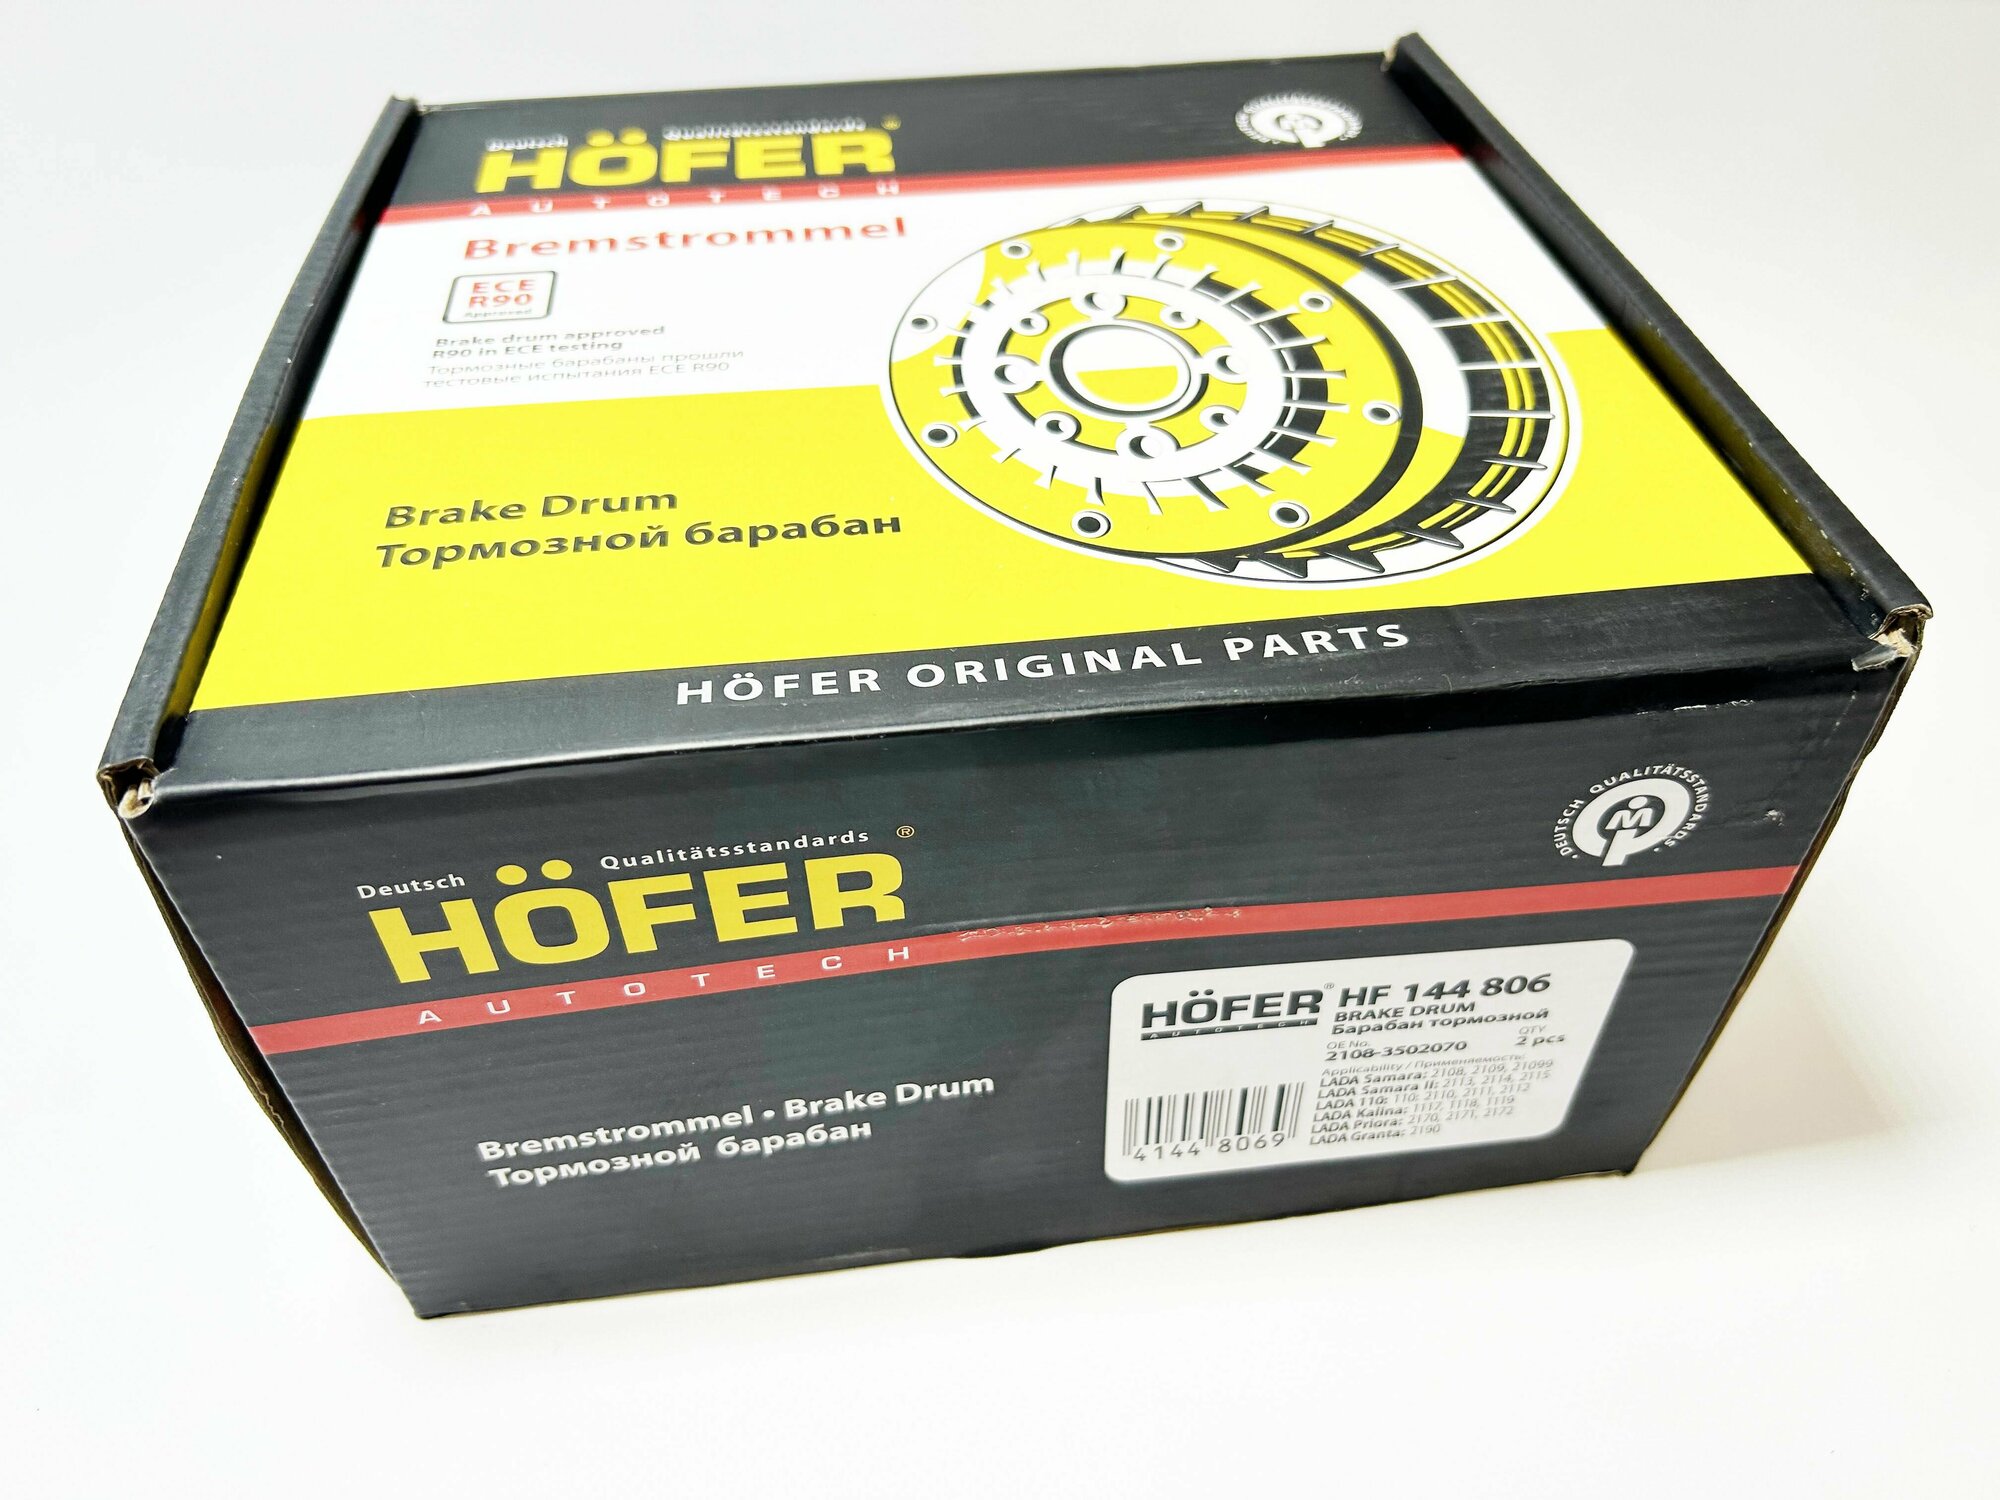 Deutsch Qualitätsstandards ®
HÖFER
AUTOTECH
Bremstrommel
ECE
R90
Approved
Brake drum approved
R90 in ECE testing
Тормозные барабаны прошли
тестовые испытания ECE R90
Brake Drum
Тормозной барабан
HÖFER ORIGINAL PARTS
Deutsch Qualitätsstandards ®
HÖFER
AUTOTECH
· DEUTSCH QUALITÄTSSTANDARDS ·
Bremstrommel • Brake Drum
Тормозной барабан
HÖFER® HF 144 806
AUTOTECH
BRAKE DRUM
Барабан тормозной
OE No. QTY
2108-3502070 2 pcs
Applicability / Применяемость:
LADA Samara: 2108, 2109, 21099
LADA Samara II: 2113, 2114, 2115
LADA 110: 110: 2110, 2111, 2112
LADA Kalina: 1117, 1118, 1119
LADA Priora: 2170, 2171, 2172
LADA Granta: 2190
4144 8069